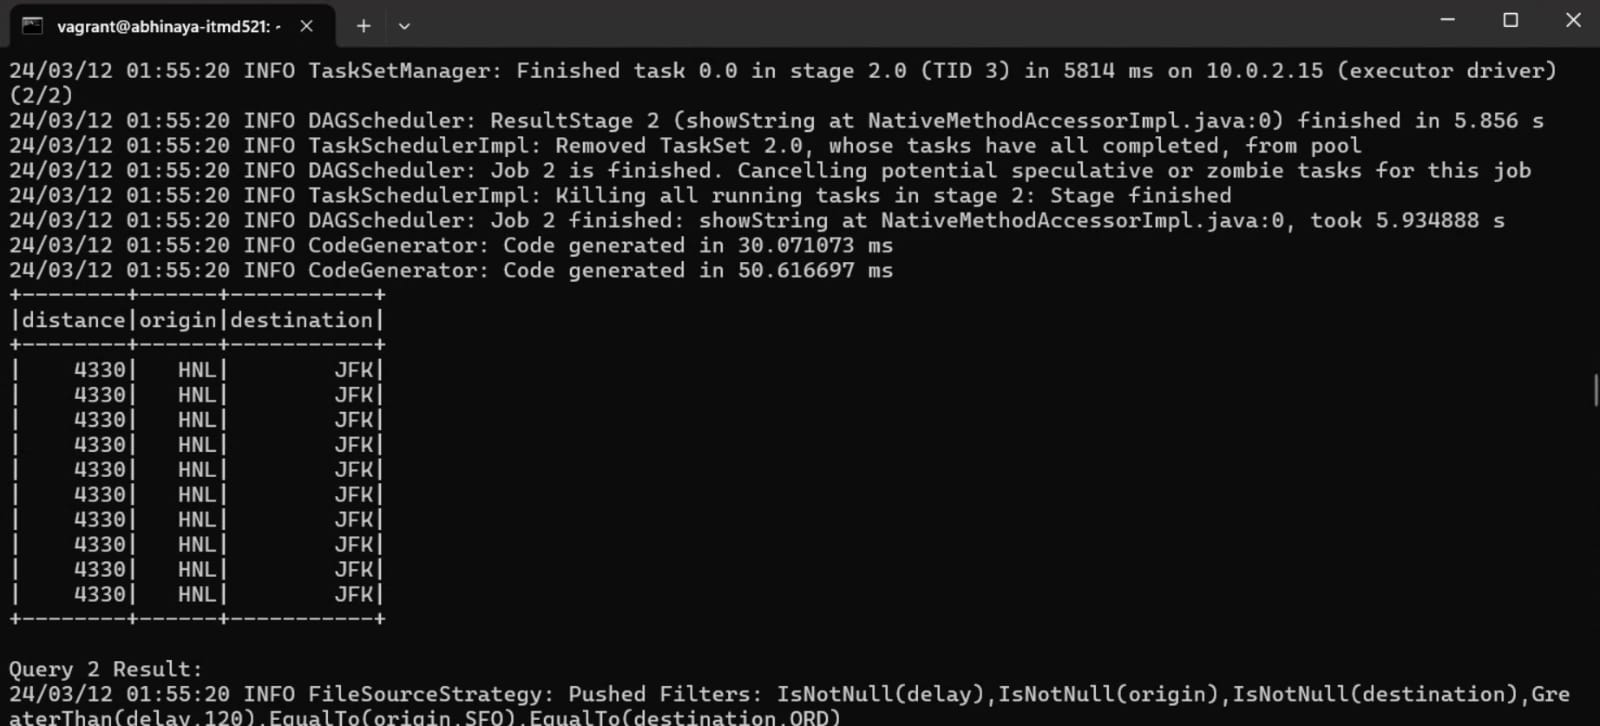 vagrant@abhinaya-itmd521: -
24/03/12 01:55:20 INFO TaskSetManager: Finished task 0.0 in stage 2.0 (TID 3) in 5814 ms on 10.0.2.15 (executor driver)
(2/2)
24/03/12 01:55:20 INFO DAGScheduler: ResultStage 2 (showString at NativeMethodAccessorImpl.java:0) finished in 5.856 s
24/03/12 01:55:20 INFO TaskSchedulerImpl: Removed TaskSet 2.0, whose tasks have all completed, from pool
24/03/12 01:55:20 INFO DAGScheduler: Job 2 is finished. Cancelling potential speculative or zombie tasks for this job
24/03/12 01:55:20 INFO TaskSchedulerImpl: Killing all running tasks in stage 2: Stage finished
24/03/12 01:55:20 INFO DAGScheduler: Job 2 finished: showString at NativeMethodAccessorImpl.java:0, took 5.934888 s
24/03/12 01:55:20 INFO CodeGenerator: Code generated in 30.071073 ms
24/03/12 01:55:20 INFO CodeGenerator: Code generated in 50.616697 ms
+--------+------+-----------+
|distance|origin|destination|
+--------+------+-----------+
|    4330|   HNL|        JFK|
|    4330|   HNL|        JFK|
|    4330|   HNL|        JFK|
|    4330|   HNL|        JFK|
|    4330|   HNL|        JFK|
|    4330|   HNL|        JFK|
|    4330|   HNL|        JFK|
|    4330|   HNL|        JFK|
|    4330|   HNL|        JFK|
|    4330|   HNL|        JFK|
+--------+------+-----------+
Query 2 Result:
24/03/12 01:55:20 INFO FileSourceStrategy: Pushed Filters: IsNotNull(delay),IsNotNull(origin),IsNotNull(destination),Gre
aterThan(delay,120),EqualTo(origin,SFO),EqualTo(destination,ORD)